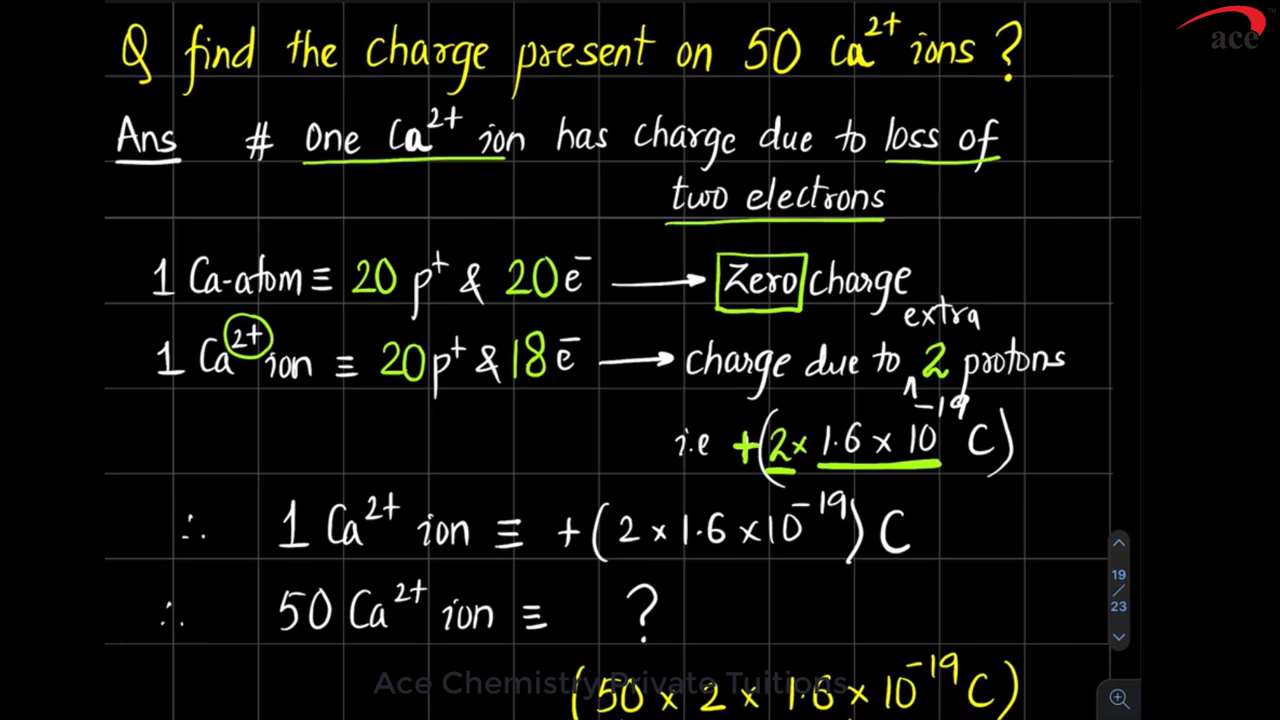 ace
Q find the charge present on 50 Ca²⁺ ions ?
Ans # One Ca²⁺ ion has charge due to loss of
two electrons
1 Ca-atom ≡ 20 p⁺ & 20 e⁻ → Zero charge
extra
1 Ca²⁺ ion ≡ 20 p⁺ & 18 e⁻ → charge due to ^ 2 protons
i.e +(2 × 1.6 × 10⁻¹⁹ C)
∴ 1 Ca²⁺ ion ≡ +(2 × 1.6 × 10⁻¹⁹) C
∴ 50 Ca²⁺ ion ≡ ?
(50 × 2 × 1.6 × 10⁻¹⁹ C)
Ace Chemistry Private Tuitions
19
/
23